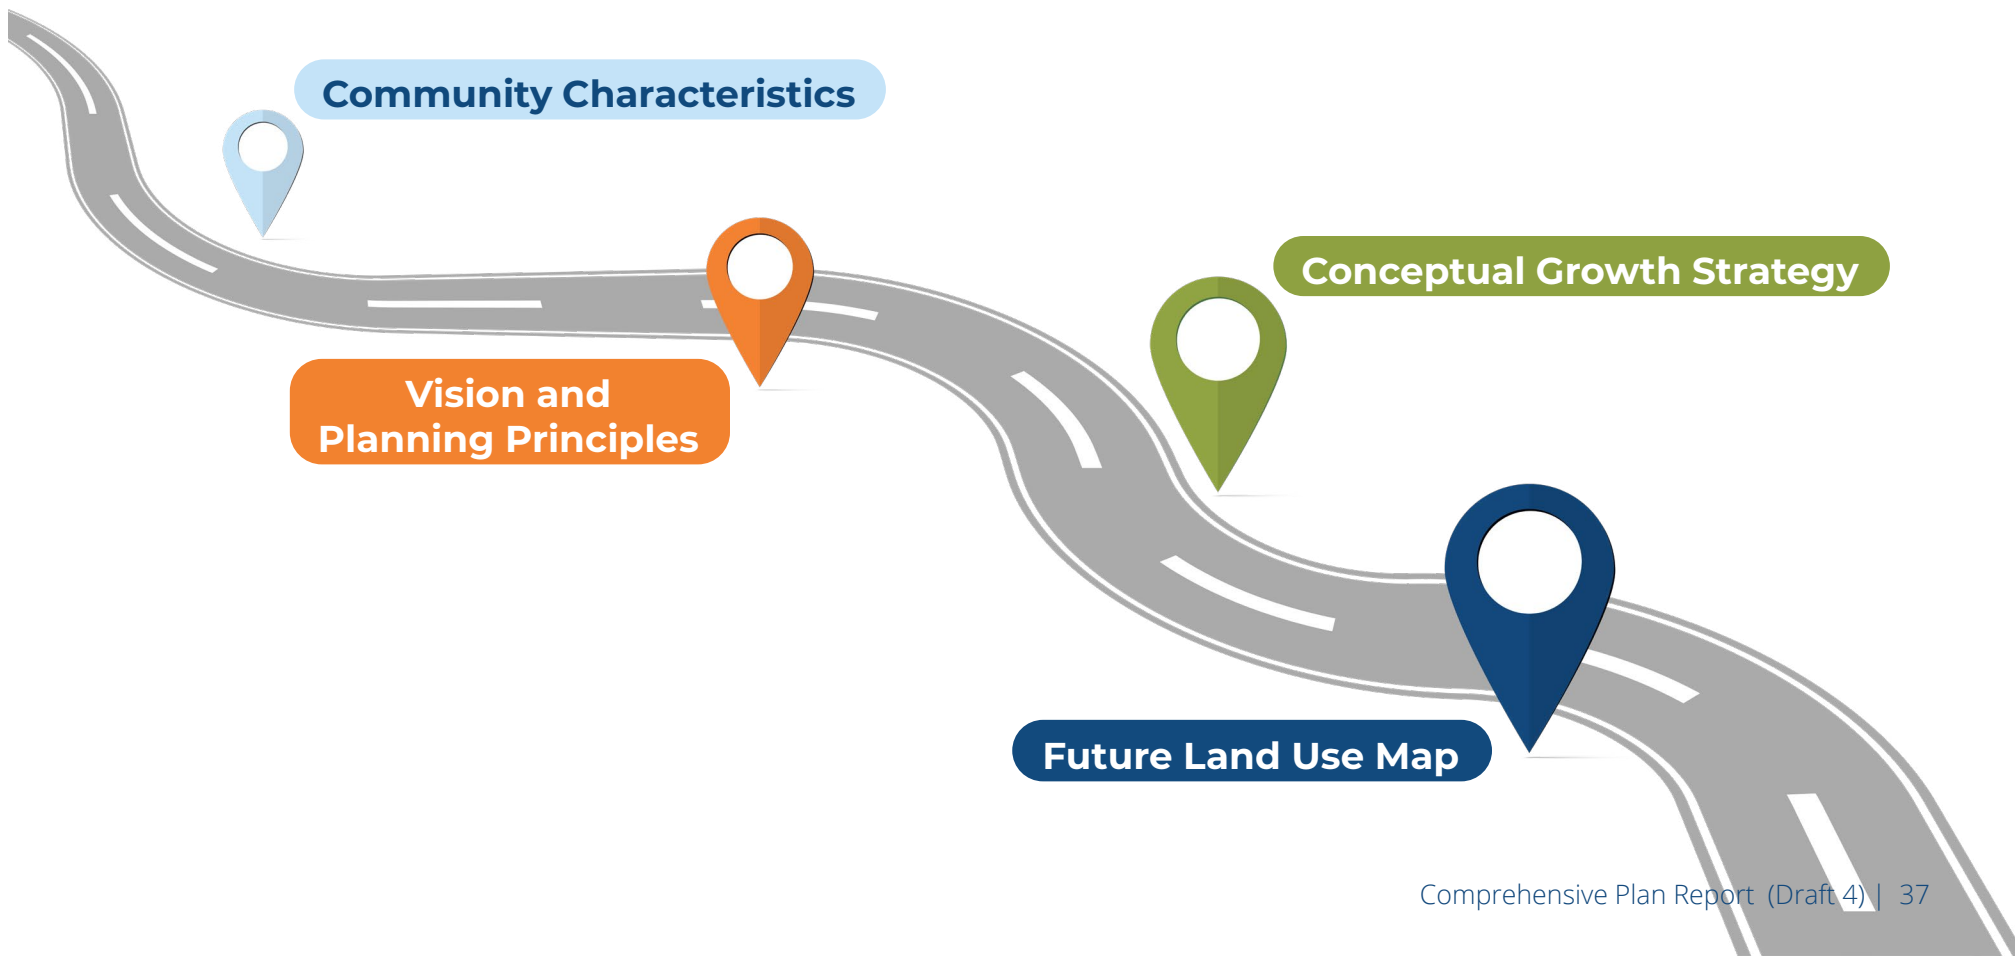 Community Characteristics
Vision and
Planning Principles
Conceptual Growth Strategy
Future Land Use Map
Comprehensive Plan Report (Draft 4) | 37